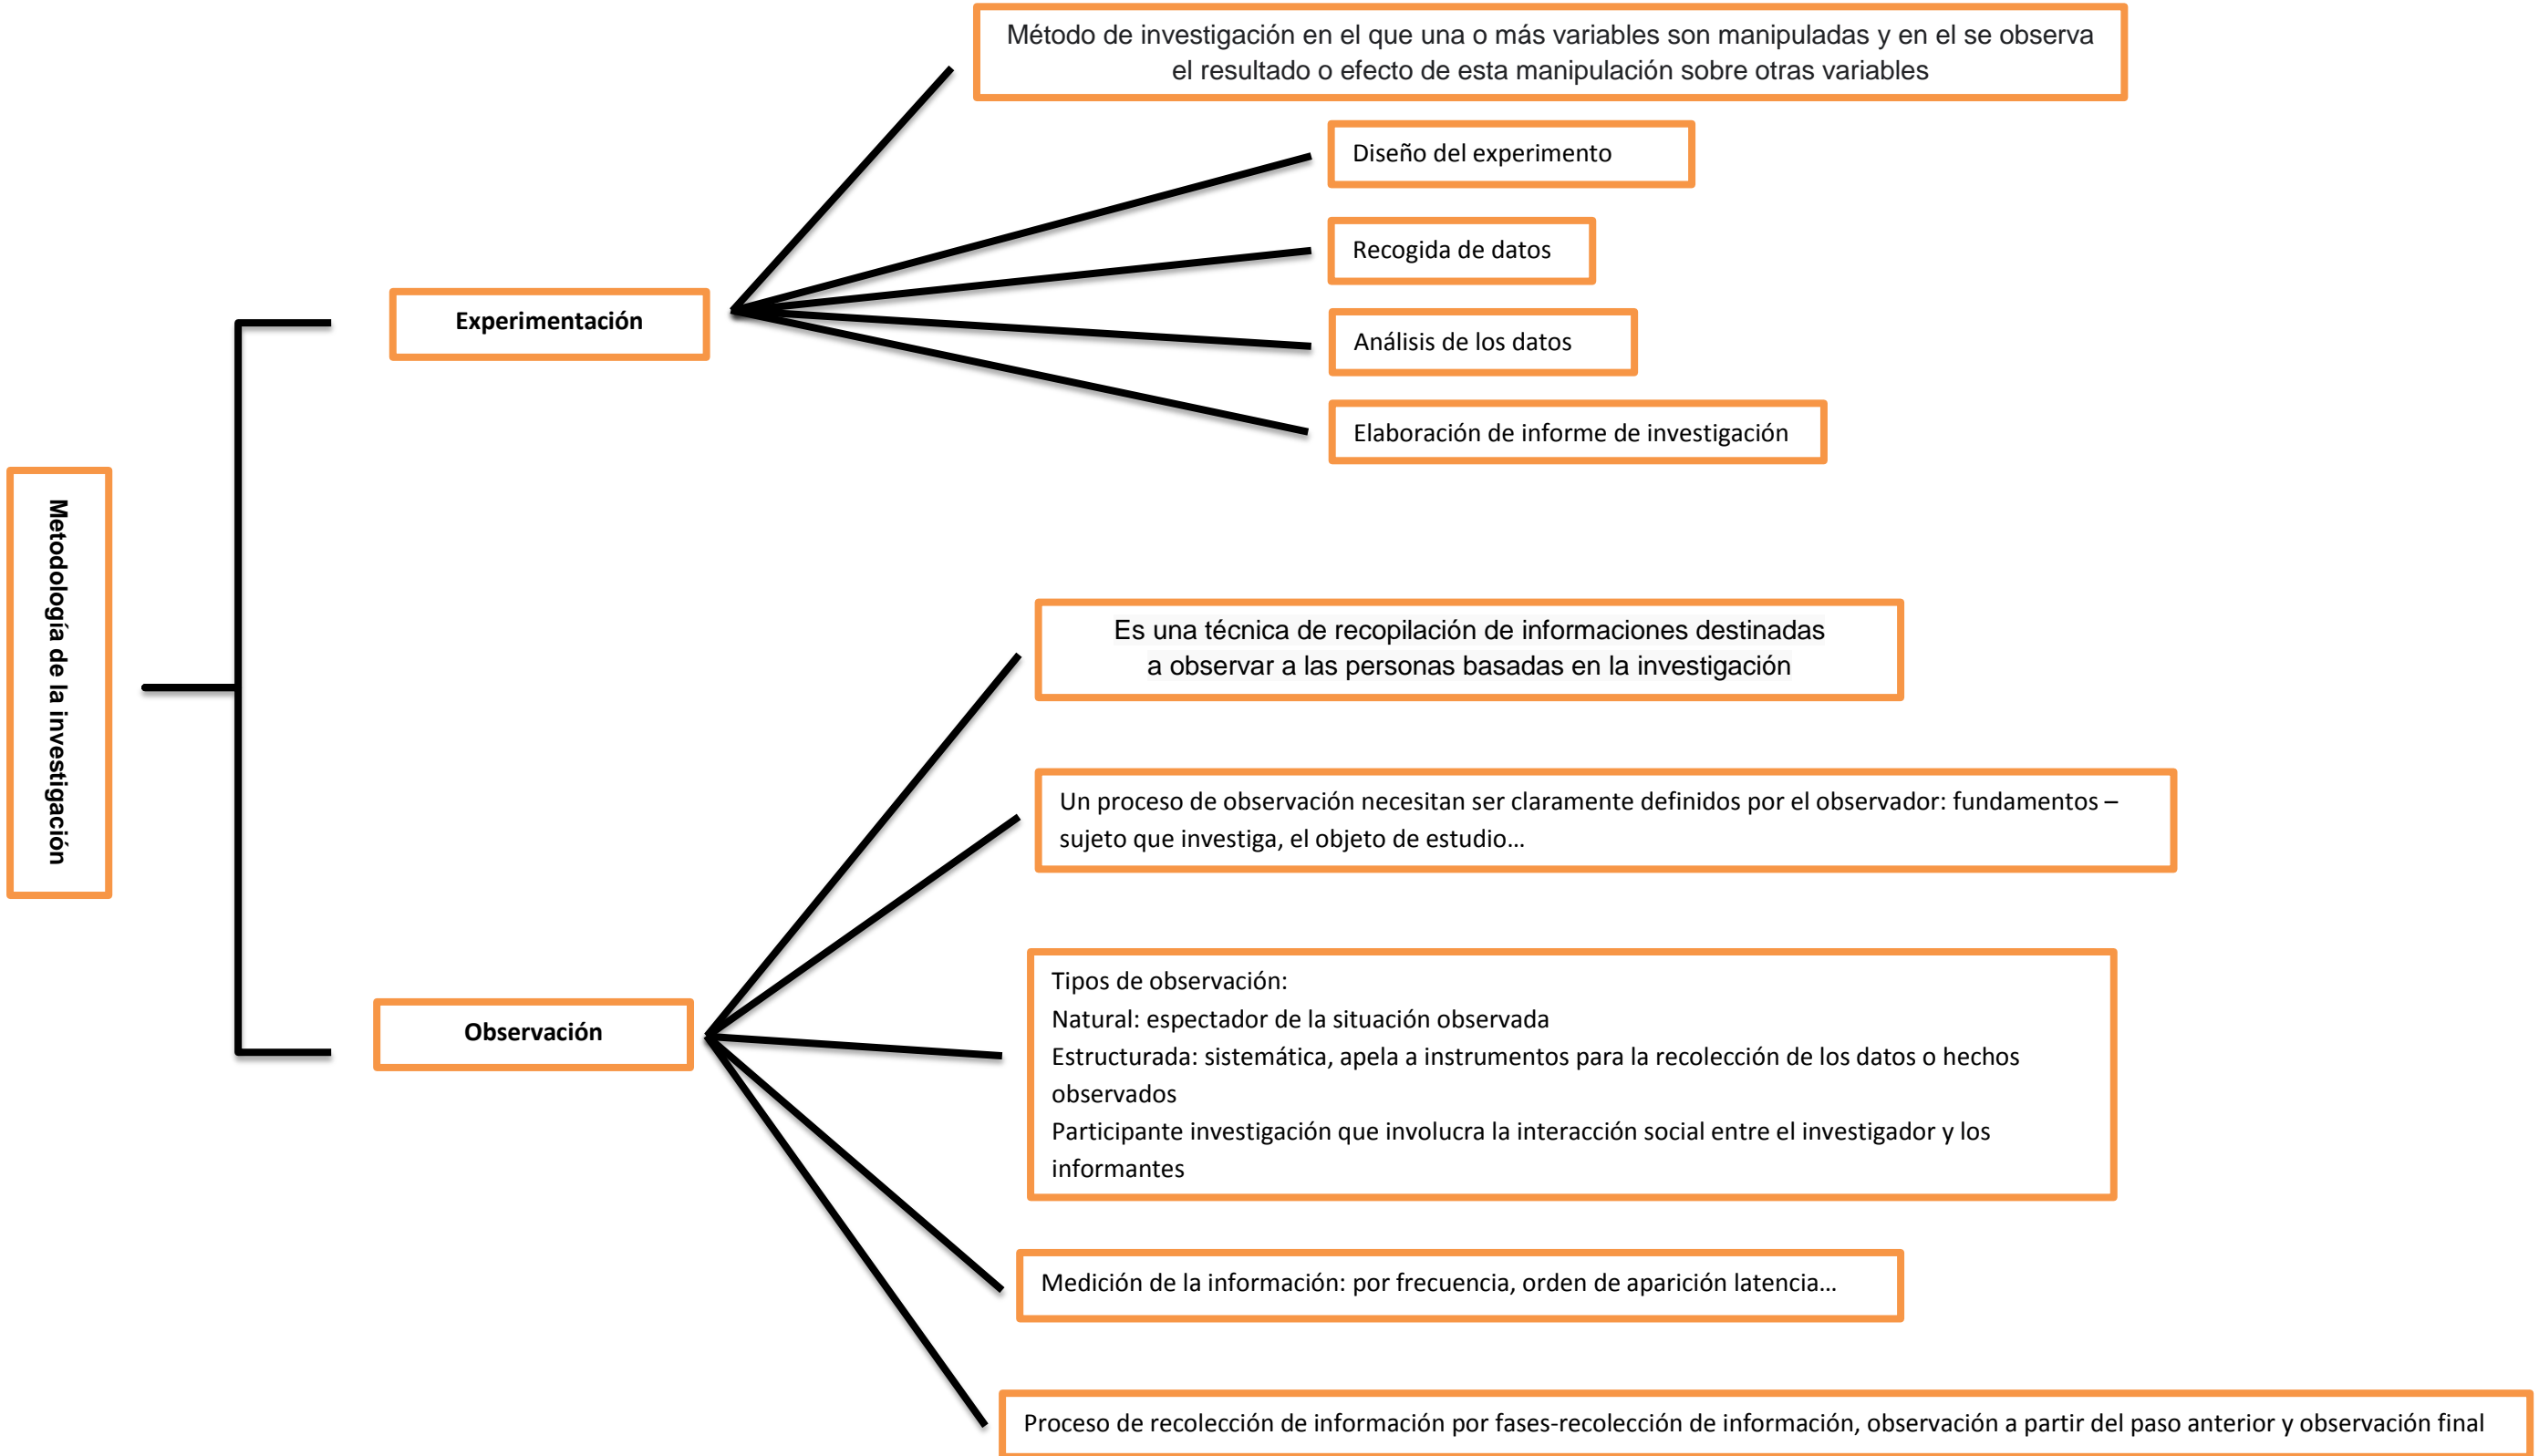 Metodología de la investigación
Experimentación
Método de investigación en el que una o más variables son manipuladas y en el se observa
el resultado o efecto de esta manipulación sobre otras variables
Diseño del experimento
Recogida de datos
Análisis de los datos
Elaboración de informe de investigación
Observación
Es una técnica de recopilación de informaciones destinadas
a observar a las personas basadas en la investigación
Un proceso de observación necesitan ser claramente definidos por el observador: fundamentos –
sujeto que investiga, el objeto de estudio…
Tipos de observación:
Natural: espectador de la situación observada
Estructurada: sistemática, apela a instrumentos para la recolección de los datos o hechos
observados
Participante investigación que involucra la interacción social entre el investigador y los
informantes
Medición de la información: por frecuencia, orden de aparición latencia…
Proceso de recolección de información por fases-recolección de información, observación a partir del paso anterior y observación final